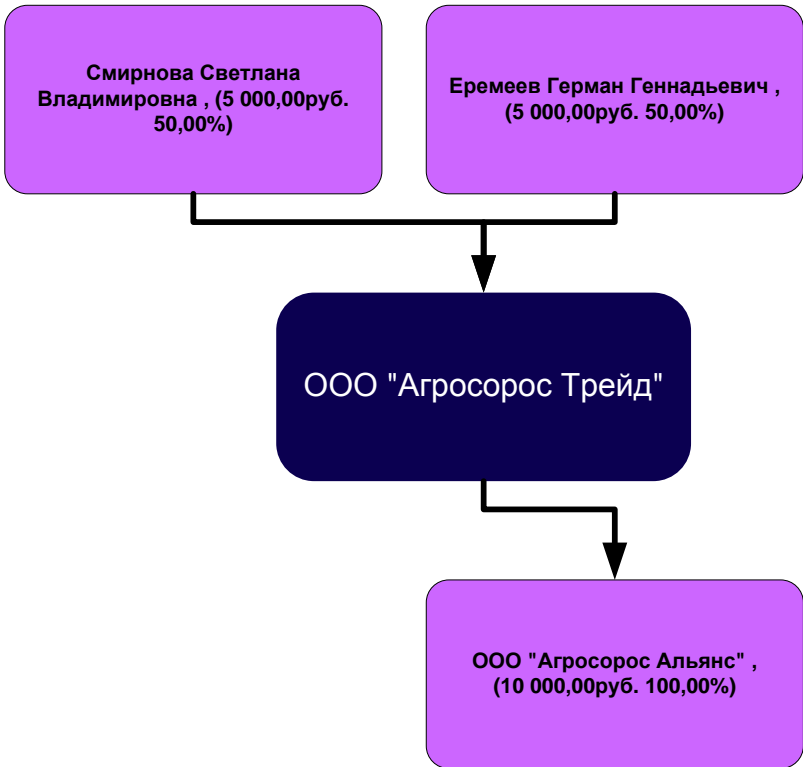 Смирнова Светлана
Владимировна , (5 000,00руб.
50,00%)
Еремеев Герман Геннадьевич ,
(5 000,00руб. 50,00%)
ООО "Агросорос Трейд"
ООО "Агросорос Альянс" ,
(10 000,00руб. 100,00%)